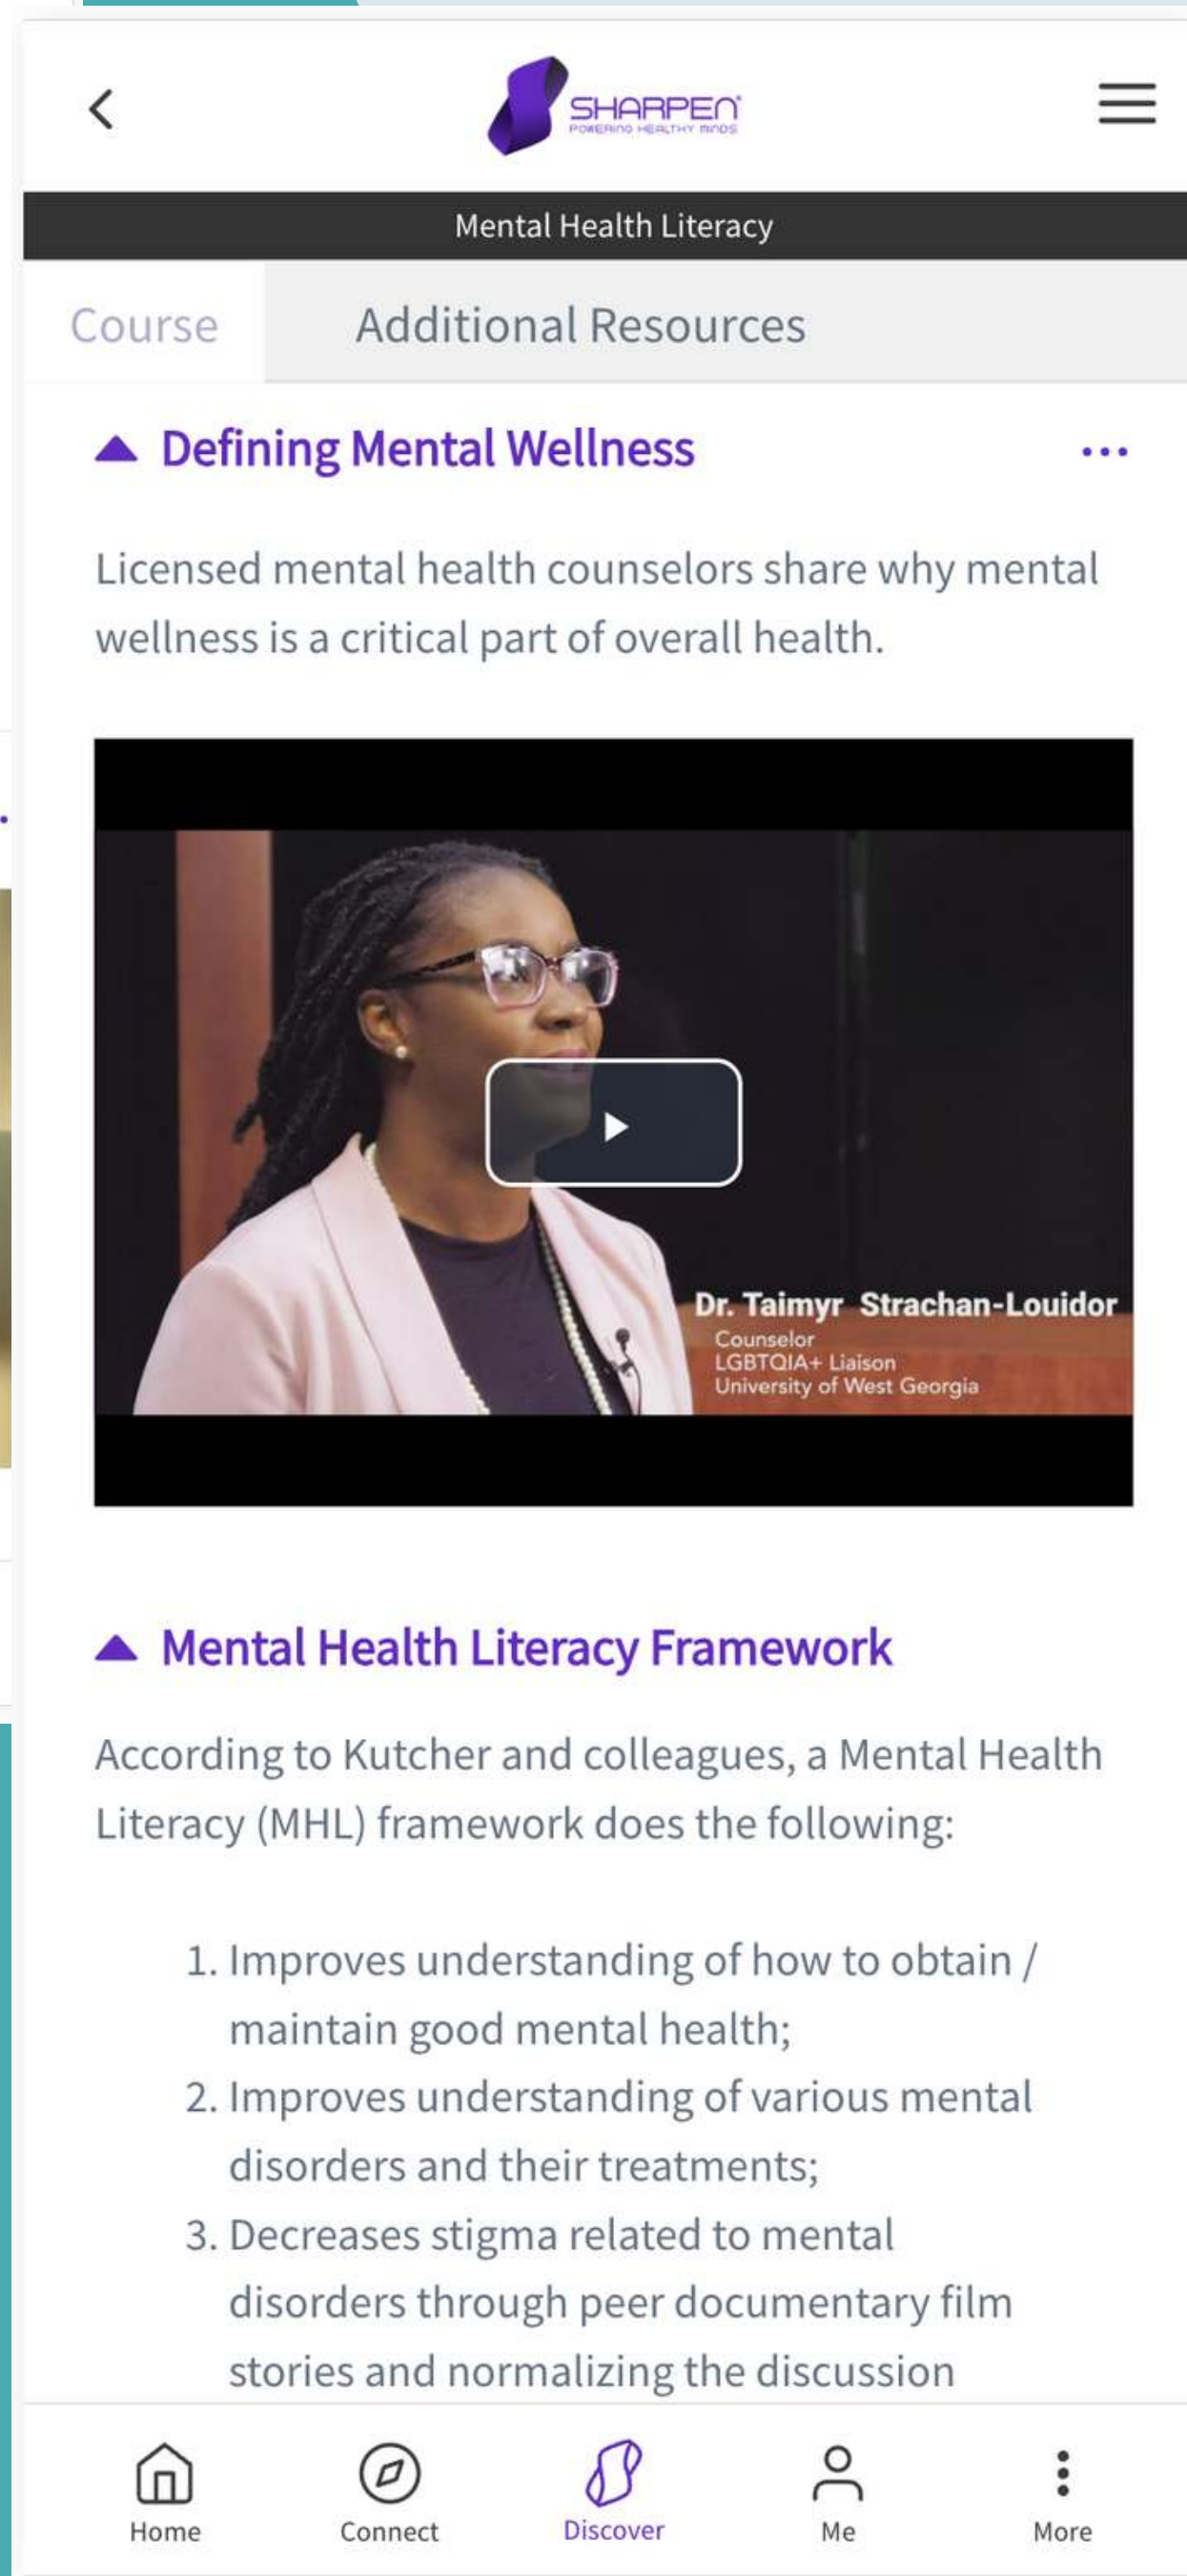 SHARPEN
POWERING HEALTHY MINDS
Mental Health Literacy
Course
Additional Resources
Defining Mental Wellness
Licensed mental health counselors share why mental
wellness is a critical part of overall health.
Dr. Taimyr Strachan-Louidor
Counselor
LGBTQIA+ Liaison
University of West Georgia
Mental Health Literacy Framework
According to Kutcher and colleagues, a Mental Health
Literacy (MHL) framework does the following:
1. Improves understanding of how to obtain /
maintain good mental health;
2. Improves understanding of various mental
disorders and their treatments;
3. Decreases stigma related to mental
disorders through peer documentary film
stories and normalizing the discussion
Home
Connect
Discover
Me
More